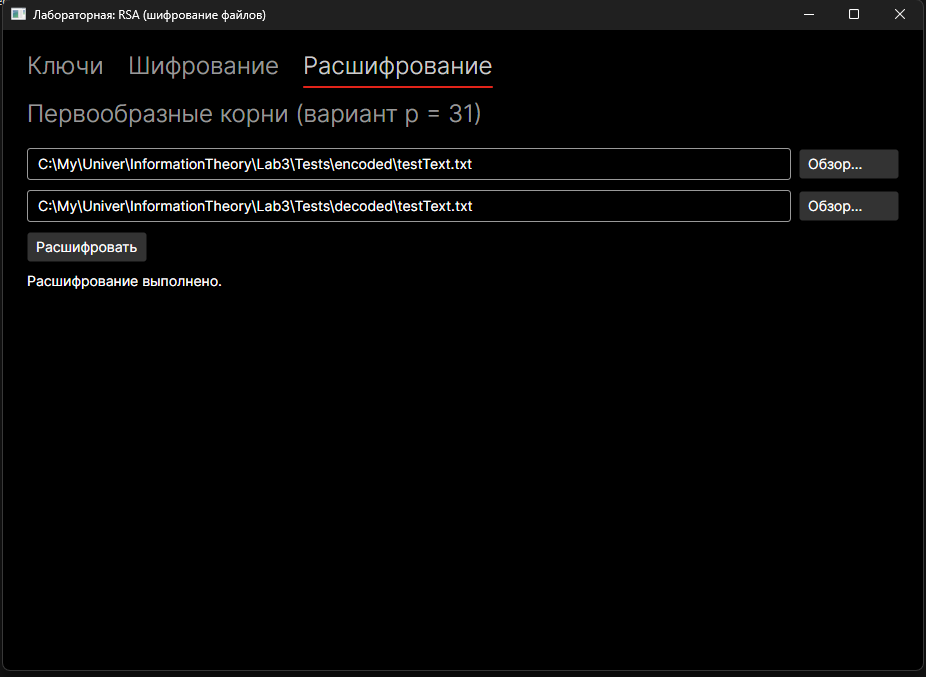 Лабораторная: RSA (шифрование файлов)
Ключи Шифрование Расшифрование
Первообразные корни (вариант p = 31)
C:\My\Univer\InformationTheory\Lab3\Tests\encoded\testText.txt Обзор...
C:\My\Univer\InformationTheory\Lab3\Tests\decoded\testText.txt Обзор...
Расшифровать
Расшифрование выполнено.